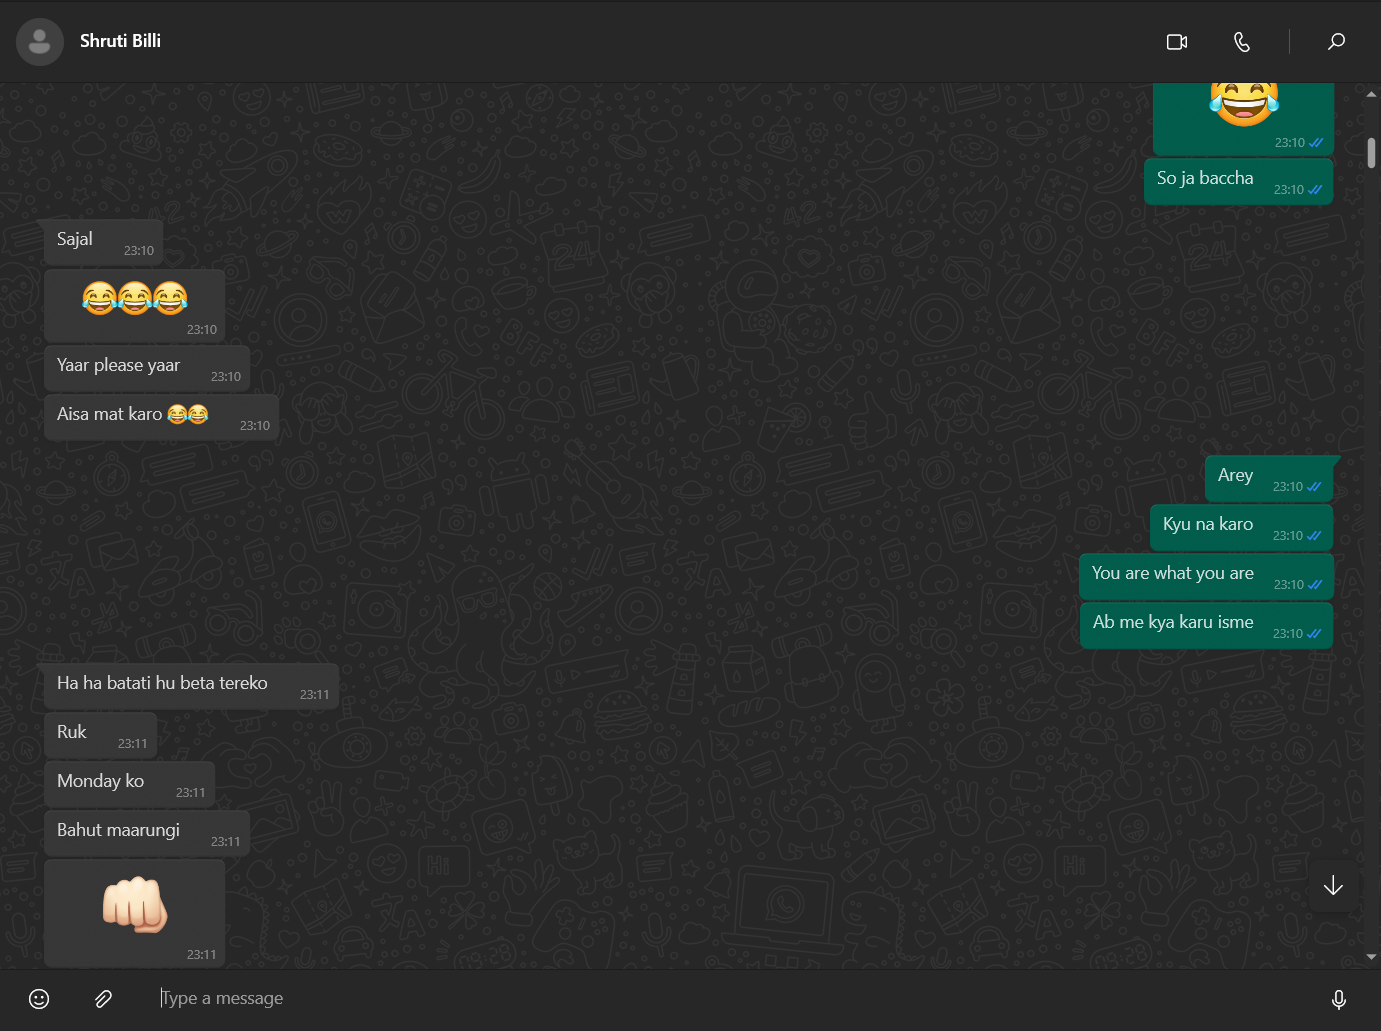 Shruti Billi
😂
23:10
So ja baccha
23:10
Sajal
23:10
😂😂😂
23:10
Yaar please yaar
23:10
Aisa mat karo 😂😂
23:10
Arey
23:10
Kyu na karo
23:10
You are what you are
23:10
Ab me kya karu isme
23:10
Ha ha batati hu beta tereko
23:11
Ruk
23:11
Monday ko
23:11
Bahut maarungi
23:11
👊🏻
23:11
Type a message